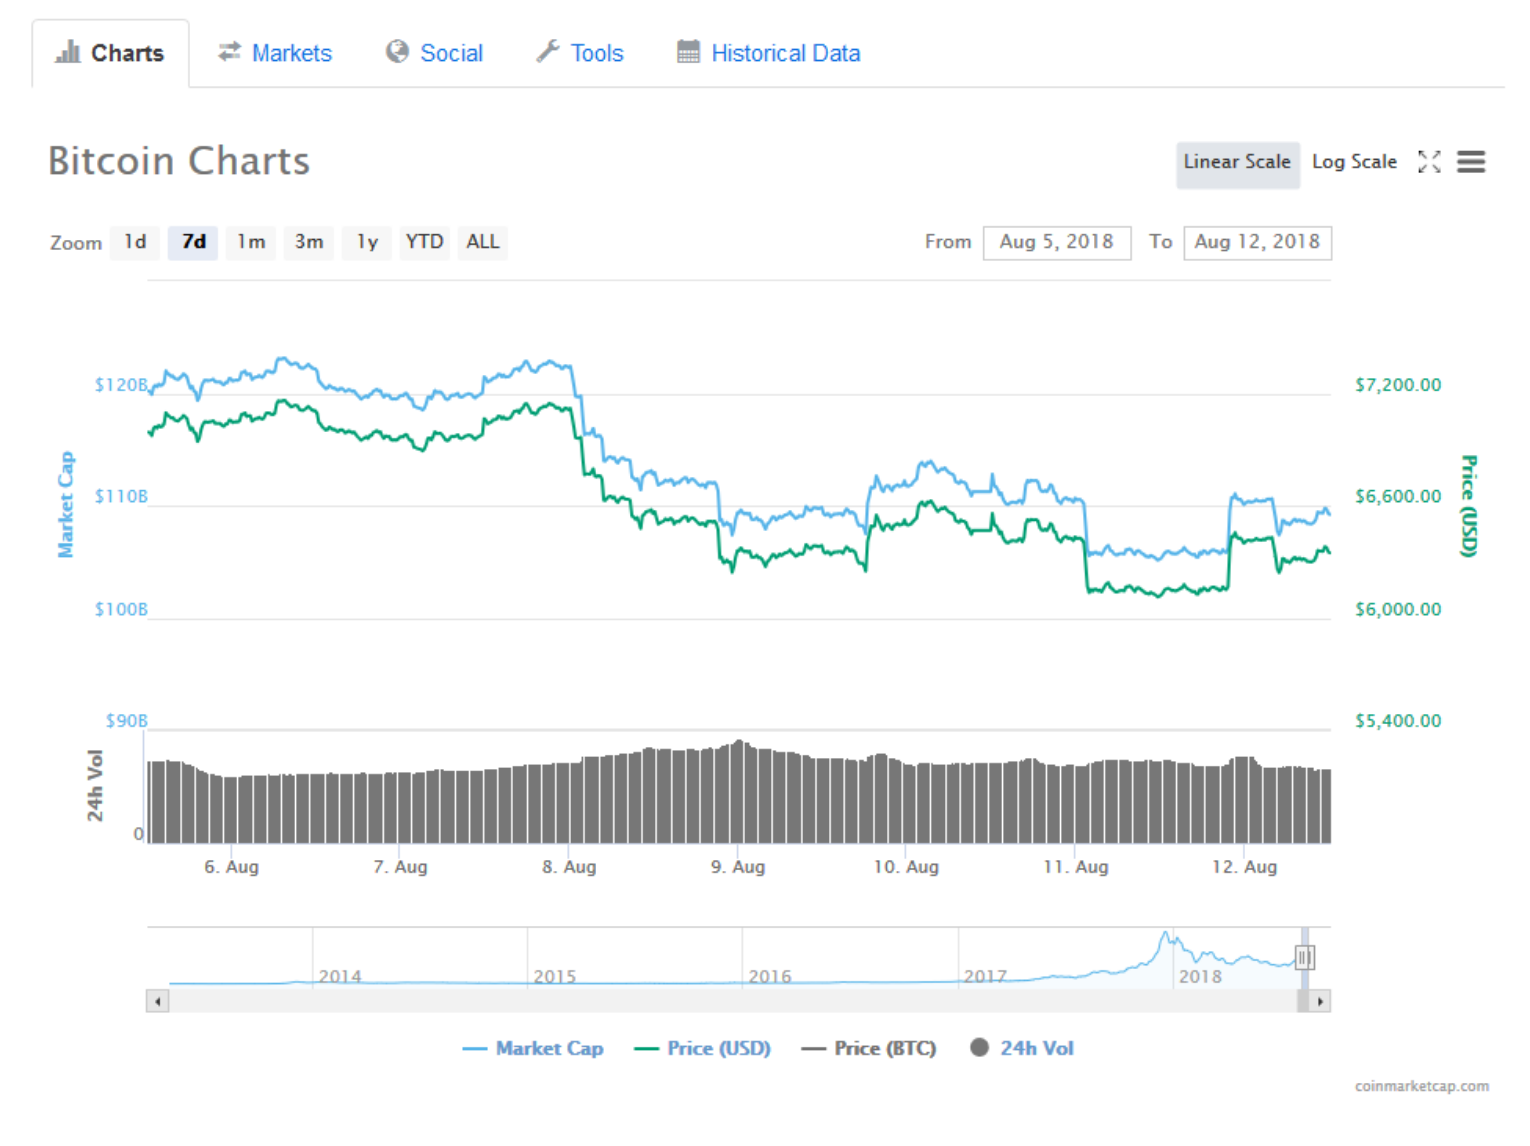 Charts Markets Social Tools Historical Data
Bitcoin Charts
Linear Scale Log Scale
Zoom 1d 7d 1m 3m 1y YTD ALL From Aug 5, 2018 To Aug 12, 2018
$120B $7,200.00
Market Cap
Price (USD)
$110B $6,600.00
$100B $6,000.00
$90B $5,400.00
24h Vol
0
6. Aug 7. Aug 8. Aug 9. Aug 10. Aug 11. Aug 12. Aug
2014 2015 2016 2017 2018
Market Cap Price (USD) Price (BTC) 24h Vol
coinmarketcap.com